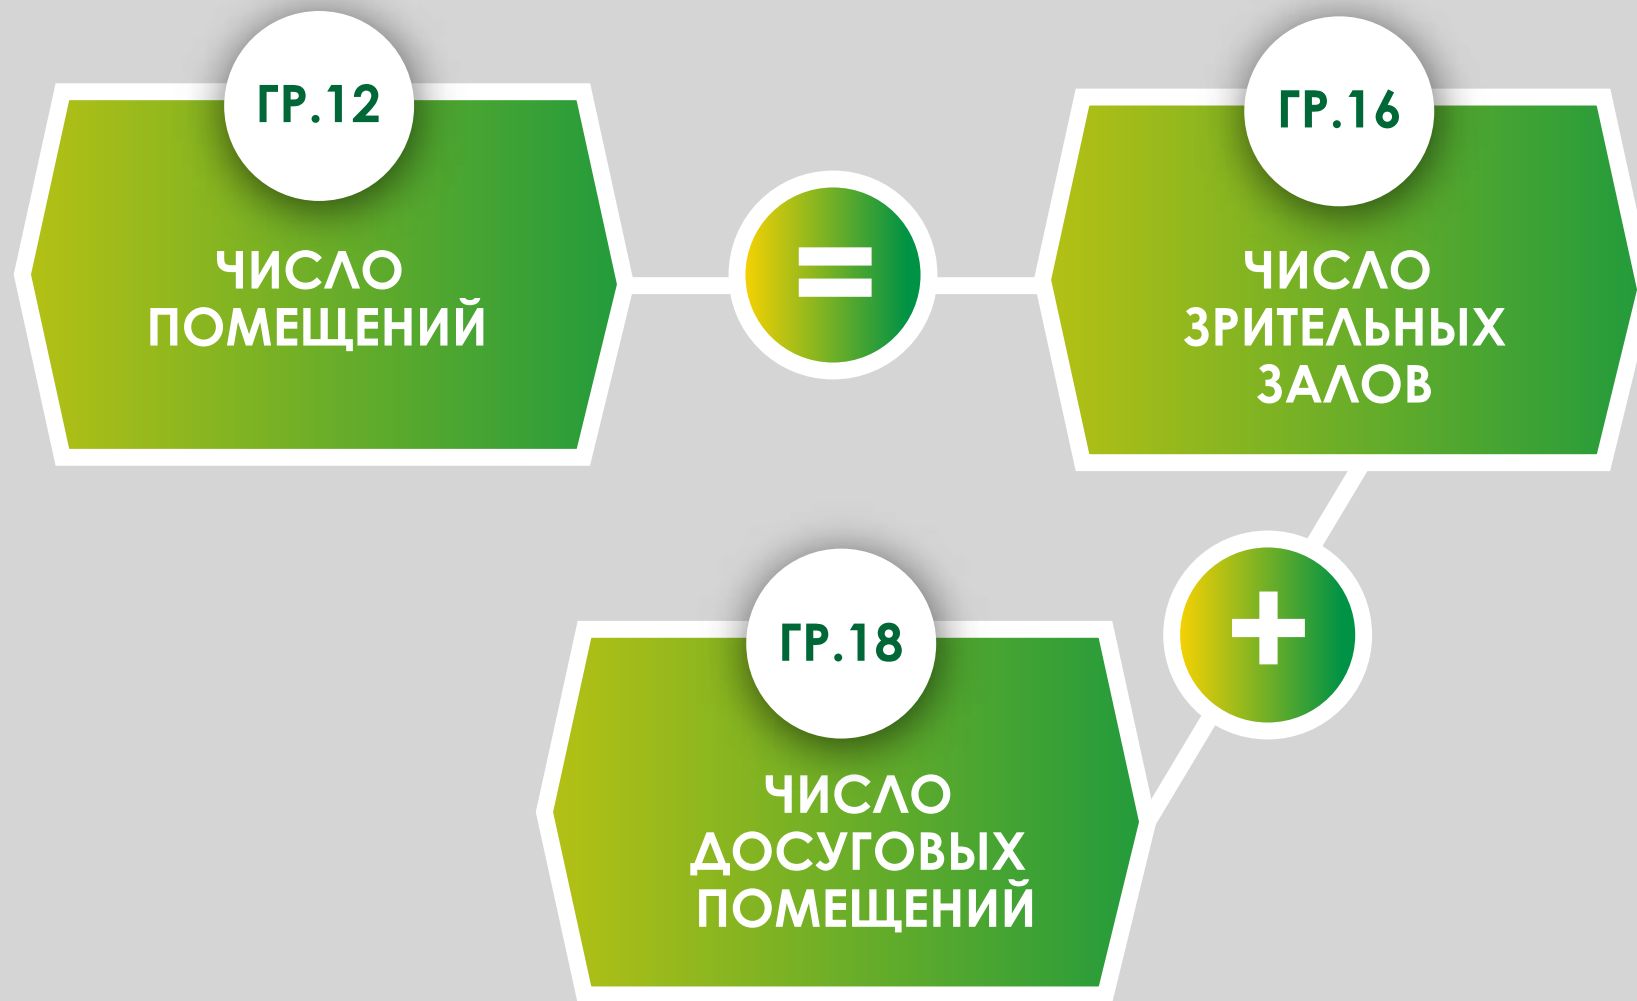 ГР.12
ЧИСЛО
ПОМЕЩЕНИЙ
=
ГР.16
ЧИСЛО
ЗРИТЕЛЬНЫХ
ЗАЛОВ
+
ГР.18
ЧИСЛО
ДОСУГОВЫХ
ПОМЕЩЕНИЙ